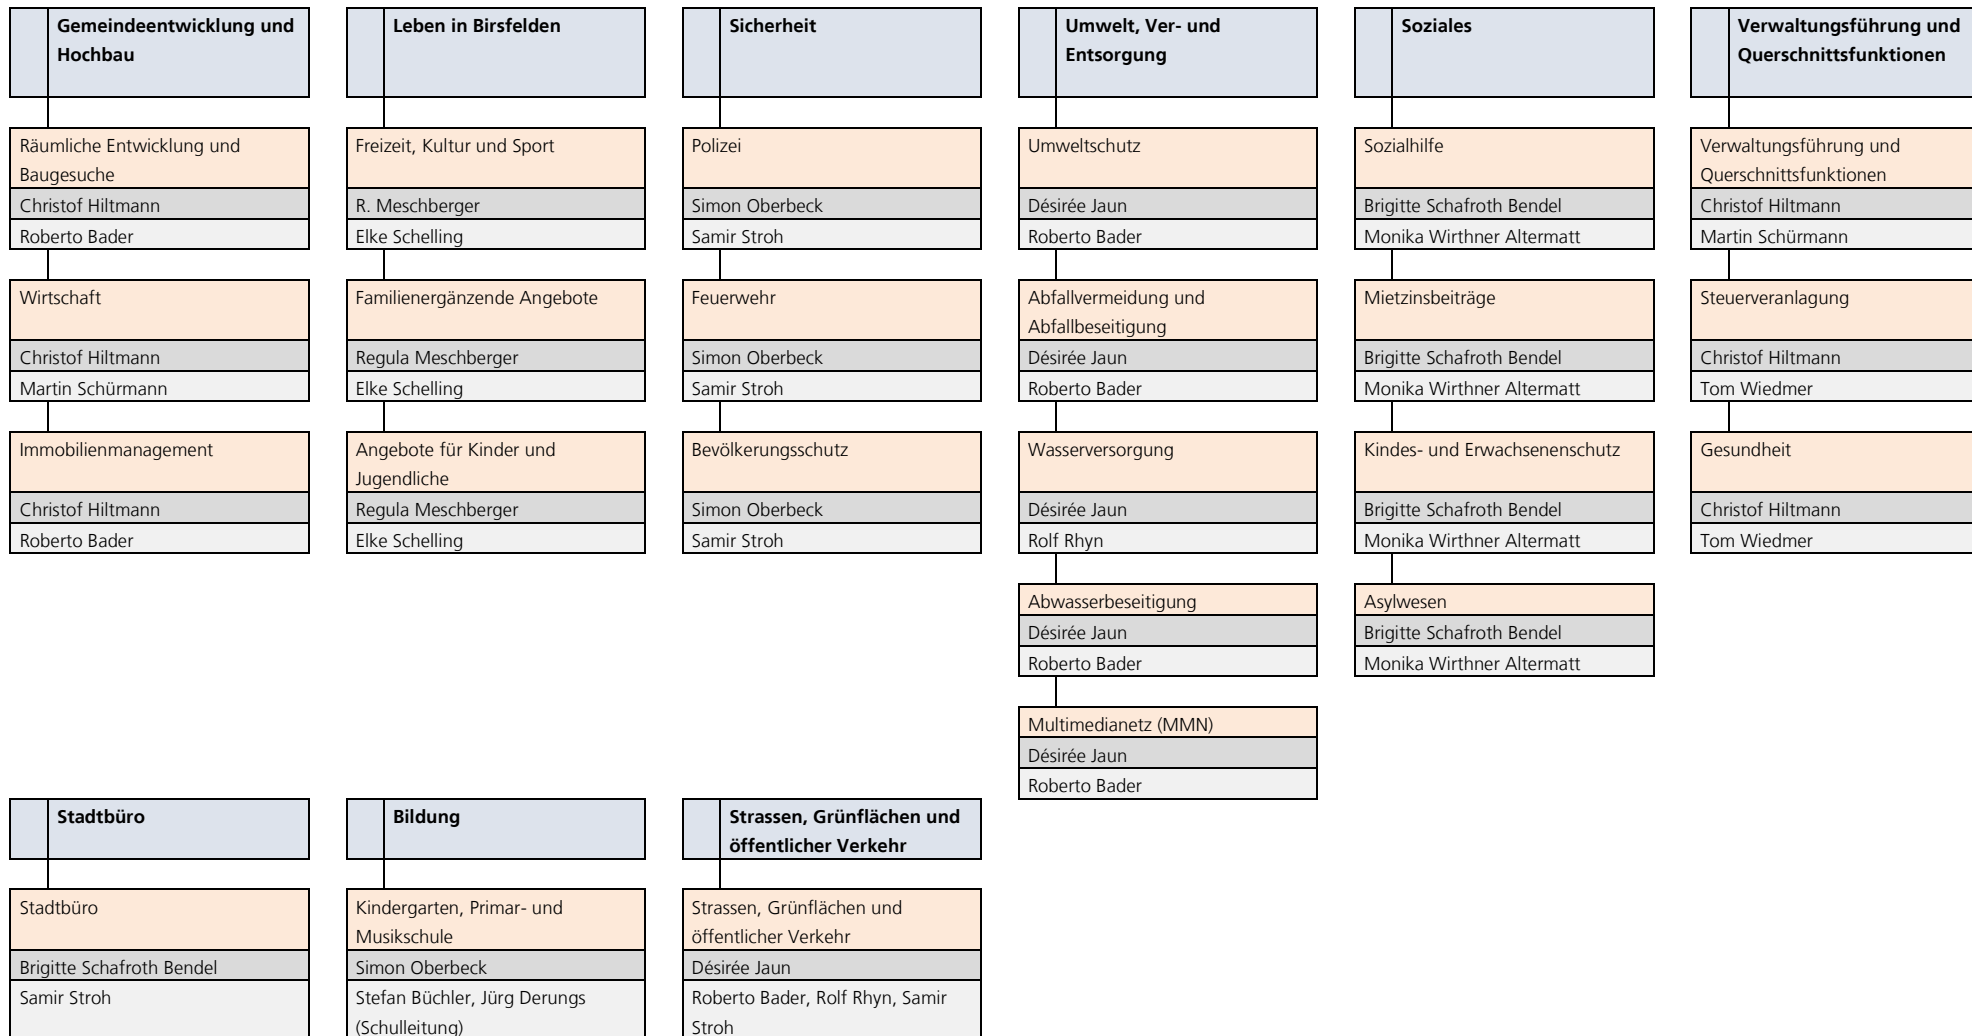 Gemeindeentwicklung und
Hochbau
Räumliche Entwicklung und
Baugesuche
Christof Hiltmann
Roberto Bader
Wirtschaft
Christof Hiltmann
Martin Schürmann
Immobilienmanagement
Christof Hiltmann
Roberto Bader
Leben in Birsfelden
Freizeit, Kultur und Sport
R. Meschberger
Elke Schelling
Familienergänzende Angebote
Regula Meschberger
Elke Schelling
Angebote für Kinder und
Jugendliche
Regula Meschberger
Elke Schelling
Sicherheit
Polizei
Simon Oberbeck
Samir Stroh
Feuerwehr
Simon Oberbeck
Samir Stroh
Bevölkerungsschutz
Simon Oberbeck
Samir Stroh
Umwelt, Ver- und
Entsorgung
Umweltschutz
Désirée Jaun
Roberto Bader
Abfallvermeidung und
Abfallbeseitigung
Désirée Jaun
Roberto Bader
Wasserversorgung
Désirée Jaun
Rolf Rhyn
Abwasserbeseitigung
Désirée Jaun
Roberto Bader
Multimedianetz (MMN)
Désirée Jaun
Roberto Bader
Soziales
Sozialhilfe
Brigitte Schafroth Bendel
Monika Wirthner Altermatt
Mietzinsbeiträge
Brigitte Schafroth Bendel
Monika Wirthner Altermatt
Kindes- und Erwachsenenschutz
Brigitte Schafroth Bendel
Monika Wirthner Altermatt
Asylwesen
Brigitte Schafroth Bendel
Monika Wirthner Altermatt
Verwaltungsführung und
Querschnittsfunktionen
Verwaltungsführung und
Querschnittsfunktionen
Christof Hiltmann
Martin Schürmann
Steuerveranlagung
Christof Hiltmann
Tom Wiedmer
Gesundheit
Christof Hiltmann
Tom Wiedmer
Stadtbüro
Stadtbüro
Brigitte Schafroth Bendel
Samir Stroh
Bildung
Kindergarten, Primar- und
Musikschule
Simon Oberbeck
Stefan Büchler, Jürg Derungs
(Schulleitung)
Strassen, Grünflächen und
öffentlicher Verkehr
Strassen, Grünflächen und
öffentlicher Verkehr
Désirée Jaun
Roberto Bader, Rolf Rhyn, Samir
Stroh